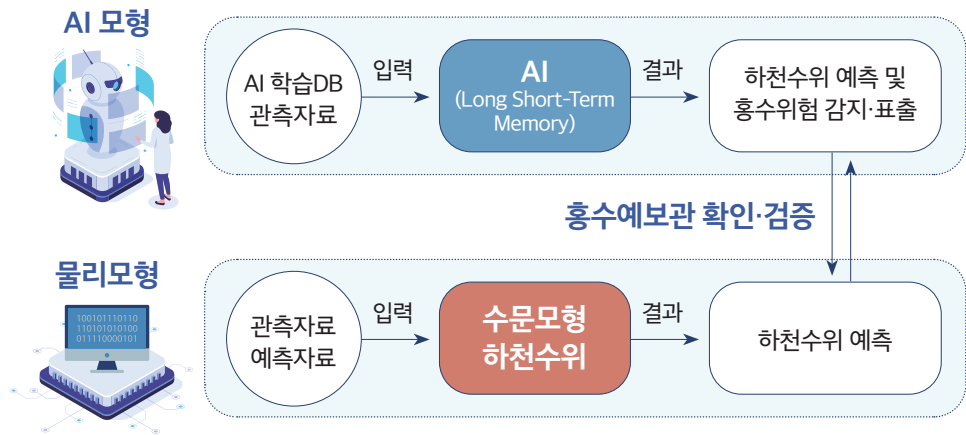 AI 모형
AI 학습DB
관측자료
입력
AI
(Long Short-Term
Memory)
결과
하천수위 예측 및
홍수위험 감지·표출
홍수예보관 확인·검증
물리모형
100101110110
110101010100
011110000101
관측자료
예측자료
입력
수문모형
하천수위
결과
하천수위 예측